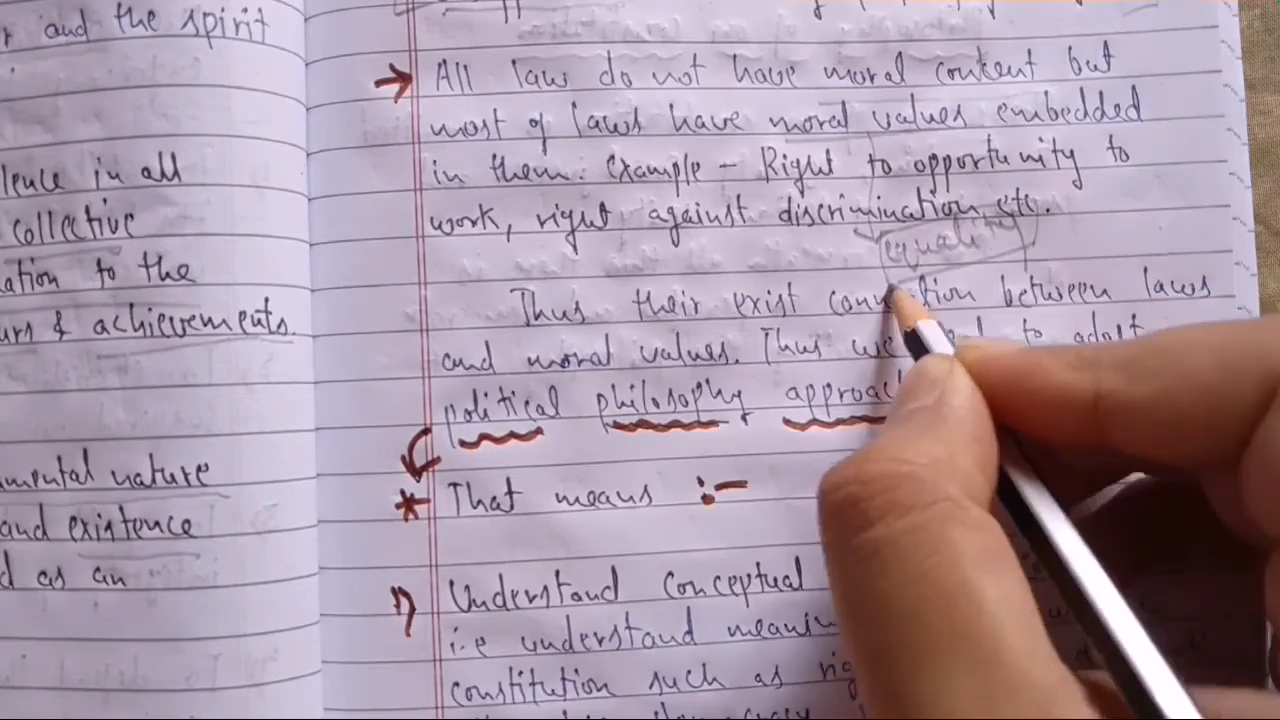 and the spirit
lence in all
collective
ation to the
urs & achievements.
mental nature
and existence
d as an
→ All law do not have moral content but
most of laws have moral values embedded
in them. Example - Right to opportunity to
work, right against discrimination, etc.
equality
Thus their exist between laws
and moral values. Thus we to adopt
political philosophy approach
* That means :-
1) Understand conceptual
i.e understand
constitution such as